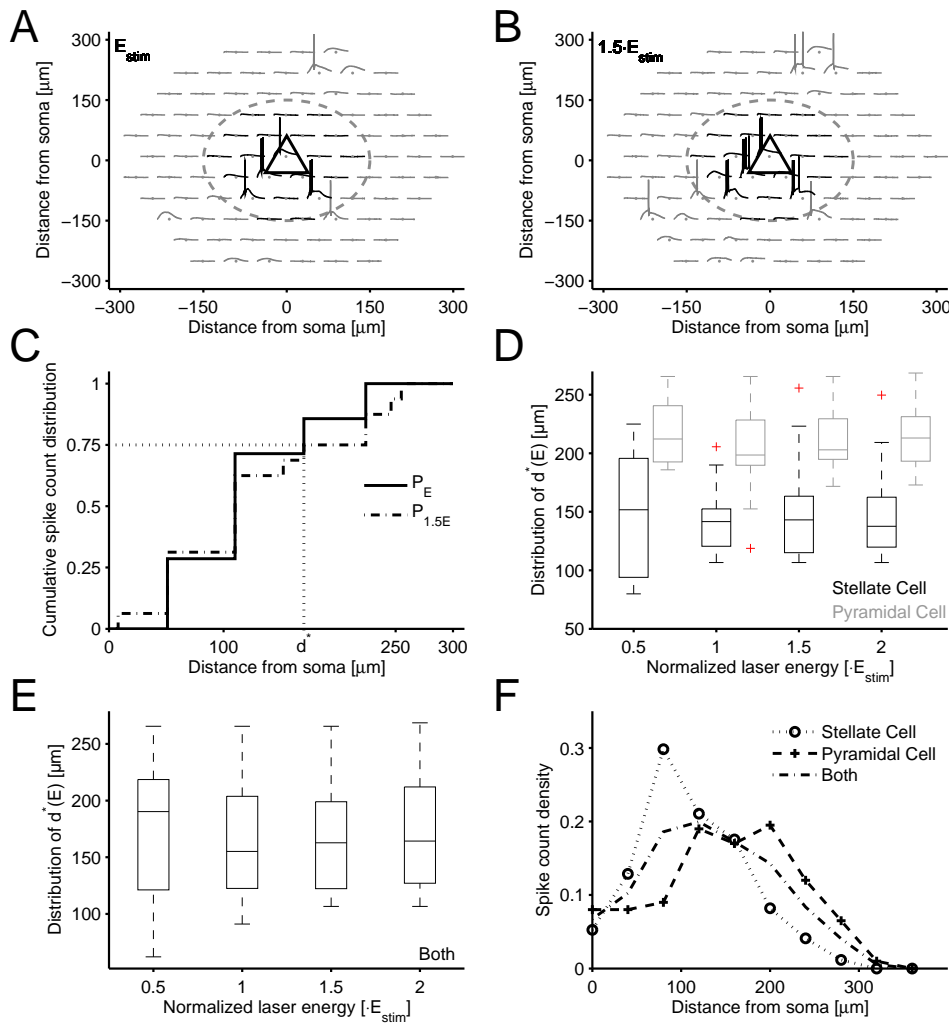 A
E_stim
Distance from soma [µm]
300
150
0
−150
−300
−300 −150 0 150 300
Distance from soma [µm]
B
1.5·E_stim
Distance from soma [µm]
300
150
0
−150
−300
−300 −150 0 150 300
Distance from soma [µm]
C
Cumulative spike count distribution
1
0.75
0.5
0.25
0
P_E
P_1.5E
0 100 d* 250 300
Distance from soma [µm]
D
Distribution of d*(E) [µm]
250
200
150
100
50
Stellate Cell
Pyramidal Cell
0.5 1 1.5 2
Normalized laser energy [·E_stim]
E
Distribution of d*(E) [µm]
250
200
150
100
Both
0.5 1 1.5 2
Normalized laser energy [·E_stim]
F
Spike count density
0.3
0.2
0.1
0
Stellate Cell
Pyramidal Cell
Both
0 100 200 300
Distance from soma [µm]